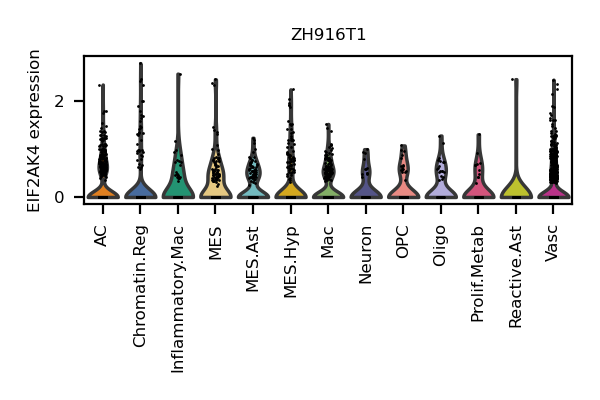 ZH916T1
EIF2AK4 expression
2
0
AC
Chromatin.Reg
Inflammatory.Mac
MES
MES.Ast
MES.Hyp
Mac
Neuron
OPC
Oligo
Prolif.Metab
Reactive.Ast
Vasc